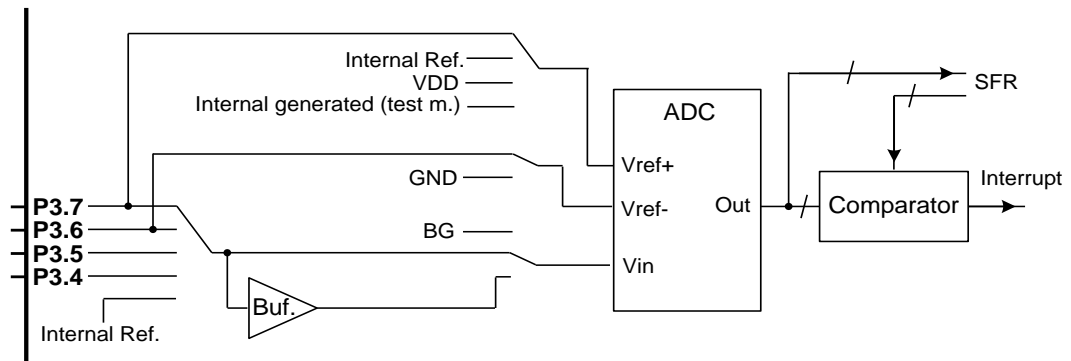 Internal Ref.
VDD
Internal generated (test m.)
ADC
SFR
Vref+
GND
Vref-
Out
Comparator
Interrupt
P3.7
P3.6
P3.5
P3.4
BG
Vin
Buf.
Internal Ref.